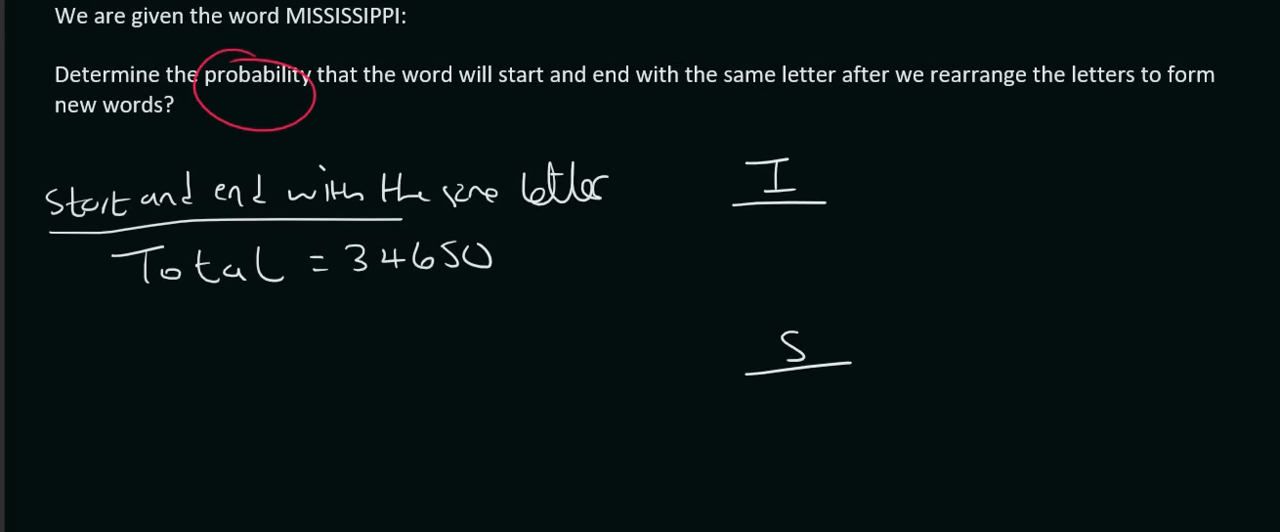 We are given the word MISSISSIPPI:
Determine the probability that the word will start and end with the same letter after we rearrange the letters to form
new words?
Start and end with the same letter
I
Total = 34650
S